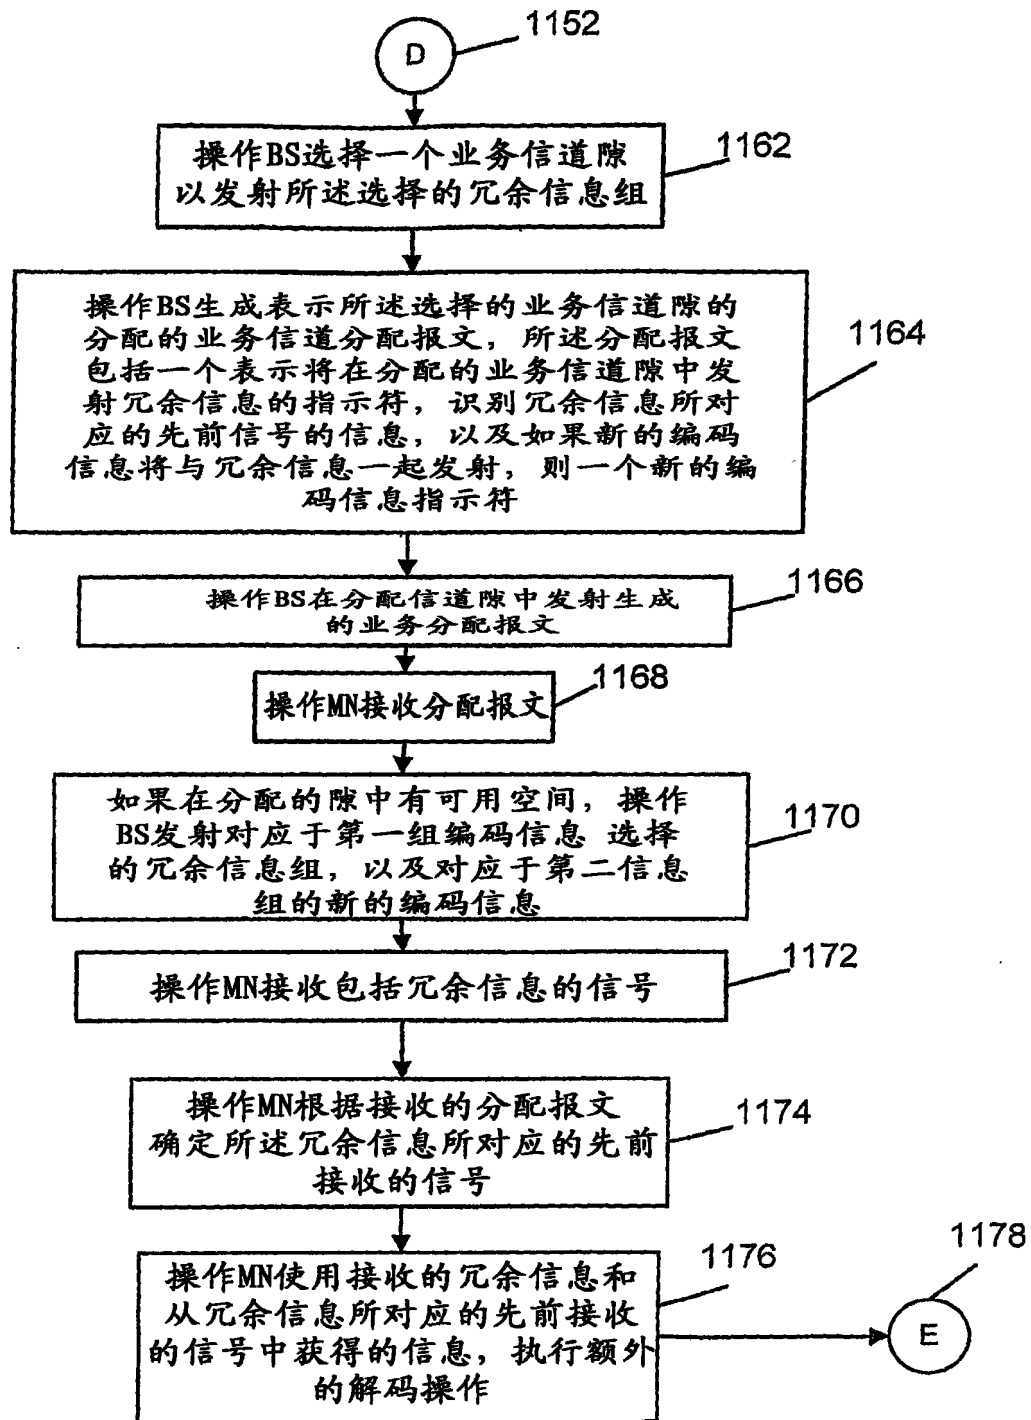 1152
D
操作BS选择一个业务信道隙
以发射所述选择的冗余信息组
1162
操作BS生成表示所述选择的业务信道隙的
分配的业务信道分配报文，所述分配报文
包括一个表示将在分配的业务信道隙中发
射冗余信息的指示符，识别冗余信息所对
应的先前信号的信息，以及如果新的编码
信息将与冗余信息一起发射，则一个新的编
码信息指示符
1164
操作BS在分配信道隙中发射生成
的业务分配报文
1166
操作MN接收分配报文
1168
如果在分配的隙中有可用空间，操作
BS发射对应于第一组编码信息 选择
的冗余信息组，以及对应于第二信息
组的新的编码信息
1170
操作MN接收包括冗余信息的信号
1172
操作MN根据接收的分配报文
确定所述冗余信息所对应的先前
接收的信号
1174
操作MN使用接收的冗余信息和
从冗余信息所对应的先前接收
的信号中获得的信息，执行额外
的解码操作
1176
1178
E